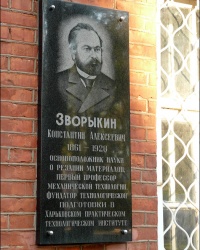 ЗВОРЫКИН
Константин Алексеевич
1861 - 1928
основоположник науки
о резании материалов,
первый профессор
механической технологии,
фундатор технологической
подготовки в
Харьковском практическом
технологическом институте